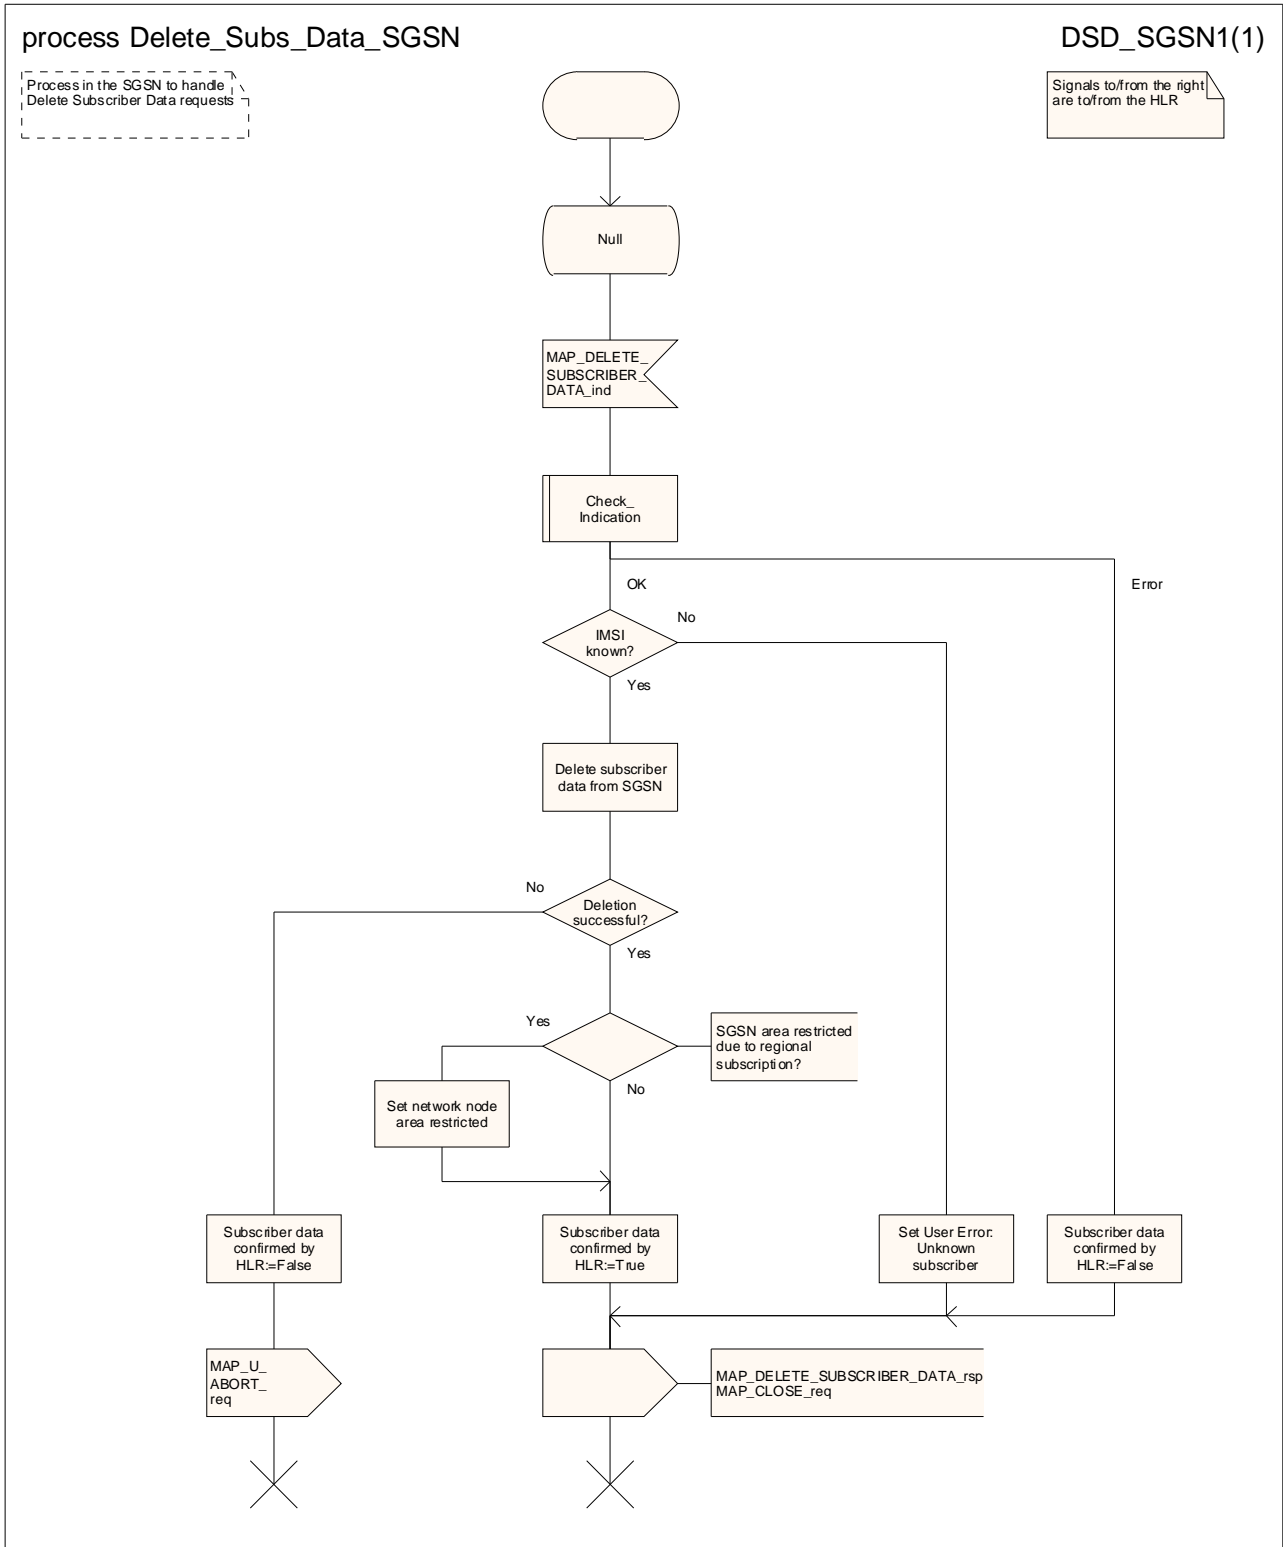 process Delete_Subs_Data_SGSN
DSD_SGSN1(1)
Process in the SGSN to handle
Delete Subscriber Data requests
Signals to/from the right
are to/from the HLR
Null
MAP_DELETE_
SUBSCRIBER_
DATA_ind
Check_
Indication
OK
Error
IMSI
known?
No
Yes
Delete subscriber
data from SGSN
No
Deletion
successful?
Yes
Yes
SGSN area restricted
due to regional
subscription?
No
Set network node
area restricted
Subscriber data
confirmed by
HLR:=False
Subscriber data
confirmed by
HLR:=True
Set User Error:
Unknown
subscriber
Subscriber data
confirmed by
HLR:=False
MAP_U_
ABORT_
req
MAP_DELETE_SUBSCRIBER_DATA_rsp
MAP_CLOSE_req